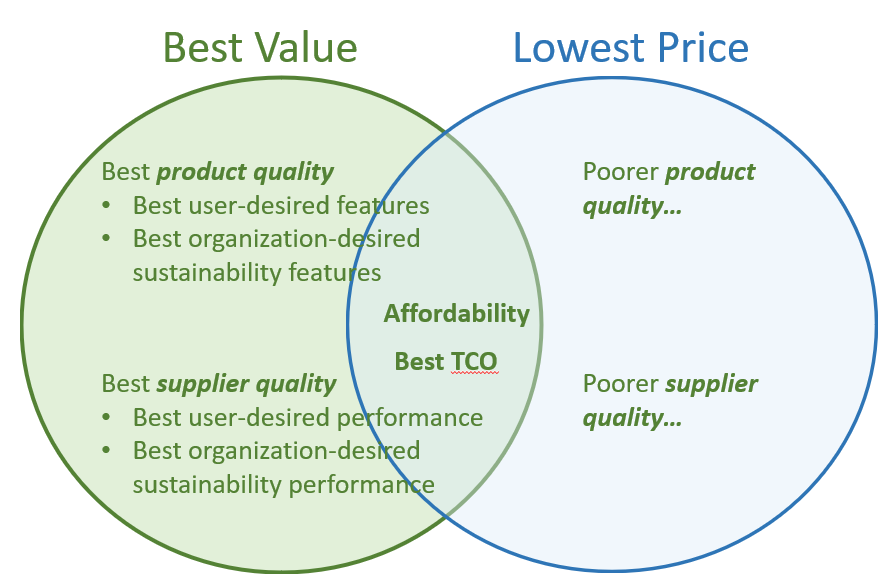 Best Value
Lowest Price
Best product quality
• Best user-desired features
• Best organization-desired
sustainability features
Poorer product
quality...
Affordability
Best TCO
Best supplier quality
• Best user-desired performance
• Best organization-desired
sustainability performance
Poorer supplier
quality...